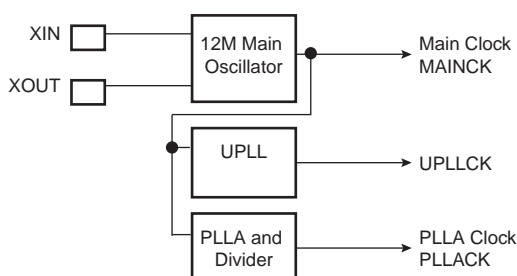 XIN
12M Main
Oscillator
Main Clock
MAINCK
XOUT
UPLL
UPLLCK
PLLA and
Divider
PLLA Clock
PLLACK